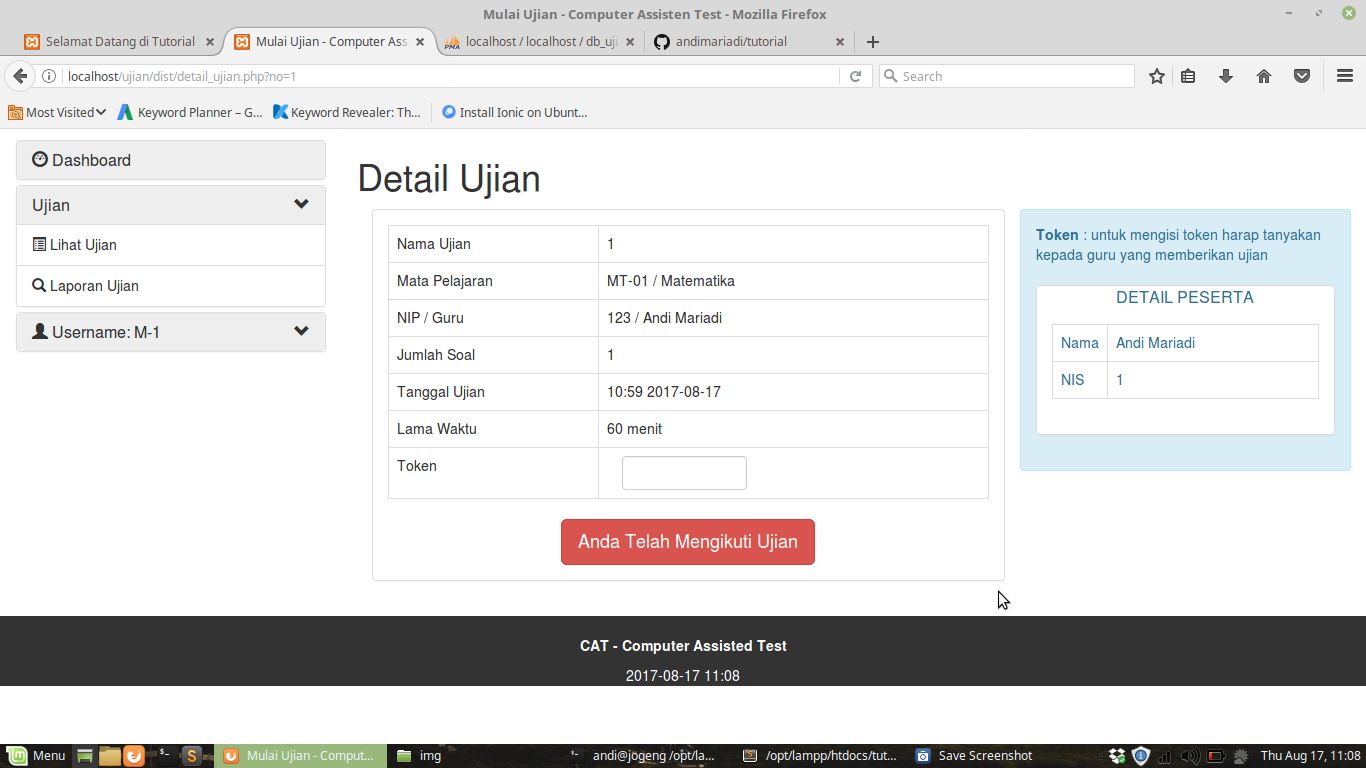 Mulai Ujian - Computer Assisten Test - Mozilla Firefox
Selamat Datang di Tutorial
Mulai Ujian - Computer Ass
localhost / localhost / db_uji
andimariadi/tutorial
localhost/ujian/dist/detail_ujian.php?no=1
Search
Most Visited
Keyword Planner – G...
Keyword Revealer: Th...
Install Ionic on Ubunt...
Dashboard
Ujian
Lihat Ujian
Laporan Ujian
Username: M-1
Detail Ujian
Nama Ujian 1
Mata Pelajaran MT-01 / Matematika
NIP / Guru 123 / Andi Mariadi
Jumlah Soal 1
Tanggal Ujian 10:59 2017-08-17
Lama Waktu 60 menit
Token
Anda Telah Mengikuti Ujian
Token : untuk mengisi token harap tanyakan
kepada guru yang memberikan ujian
DETAIL PESERTA
Nama Andi Mariadi
NIS 1
CAT - Computer Assisted Test
2017-08-17 11:08
Menu
Mulai Ujian - Comput...
img
andi@jogeng /opt/la...
/opt/lampp/htdocs/tut...
Save Screenshot
Thu Aug 17, 11:08